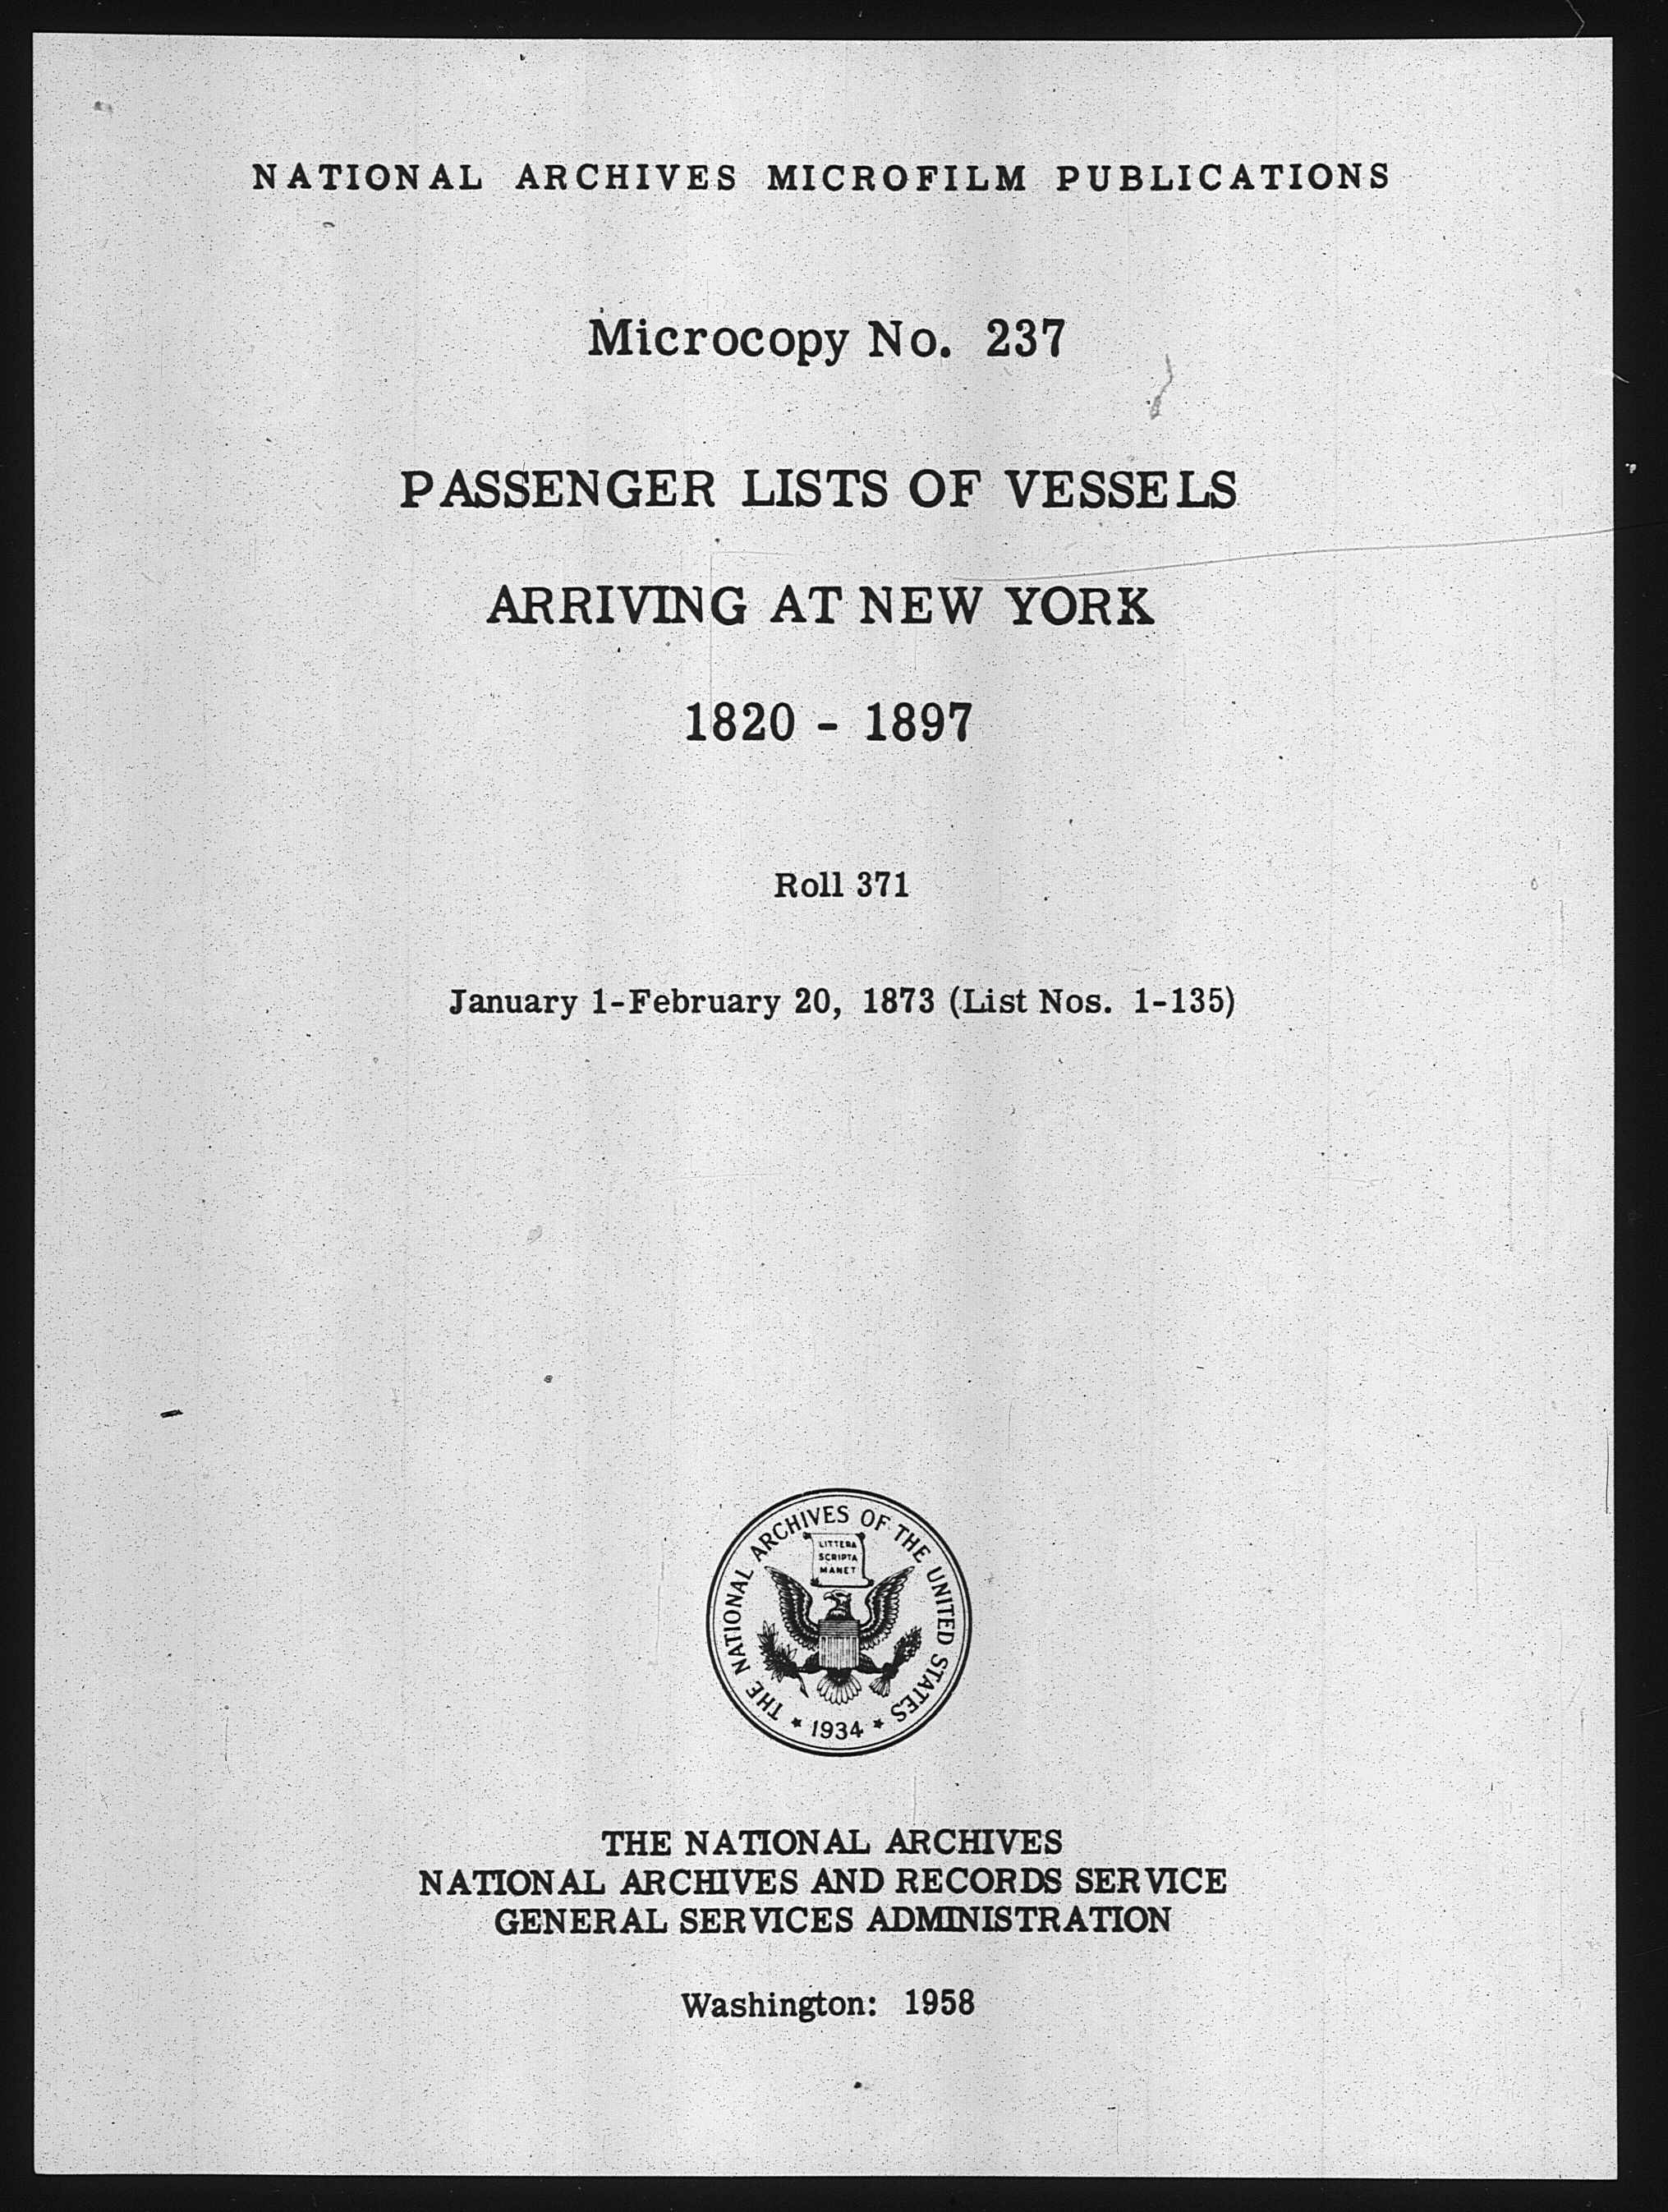 NATIONAL ARCHIVES MICROFILM PUBLICATIONS
Microcopy No. 237
PASSENGER LISTS OF VESSELS
ARRIVING AT NEW YORK
1820 - 1897
Roll 371
January 1-February 20, 1873 (List Nos. 1-135)
THE NATIONAL ARCHIVES OF THE UNITED STATES
LITTERA
SCRIPTA
MANET
* 1934 *
THE NATIONAL ARCHIVES
NATIONAL ARCHIVES AND RECORDS SERVICE
GENERAL SERVICES ADMINISTRATION
Washington: 1958